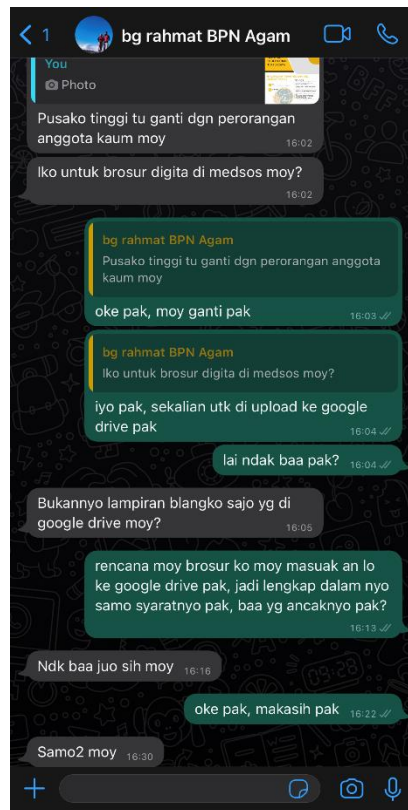 1
bg rahmat BPN Agam
You
Photo
Pusako tinggi tu ganti dgn perorangan
anggota kaum moy
16:02
Iko untuk brosur digita di medsos moy?
16:02
bg rahmat BPN Agam
Pusako tinggi tu ganti dgn perorangan anggota
kaum moy
oke pak, moy ganti pak
16:03
bg rahmat BPN Agam
Iko untuk brosur digita di medsos moy?
iyo pak, sekalian utk di upload ke google
drive pak
16:04
lai ndak baa pak? 16:04
Bukannyo lampiran blangko sajo yg di
google drive moy?
16:05
rencana moy brosur ko moy masuak an lo
ke google drive pak, jadi lengkap dalam nyo
samo syaratnyo pak, baa yg ancaknyo pak?
16:13
Ndk baa juo sih moy 16:16
oke pak, makasih pak 16:22
Samo2 moy 16:30